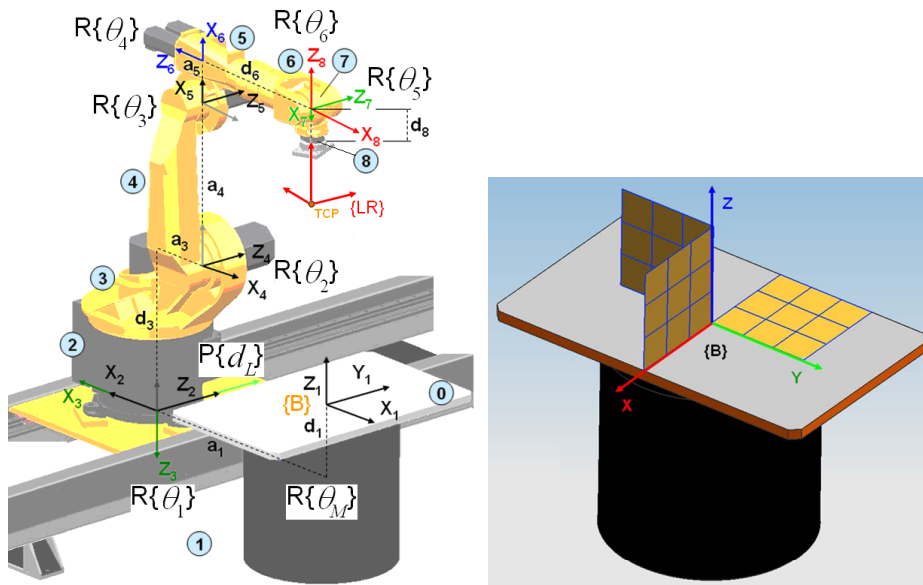 R{θ4}
X6
5
R{θ6}
Z6
a5
d6
6
Z8
7
R{θ5}
X5
Z5
Z7
R{θ3}
X7
d8
X8
8
4
a4
TCP
{LR}
a3
Z4
3
X4
R{θ2}
d3
2
P{dL}
X2
Z2
Z1
Y1
0
X3
{B}
X1
d1
a1
Z3
R{θ1}
R{θM}
1
Z
{B}
Y
X